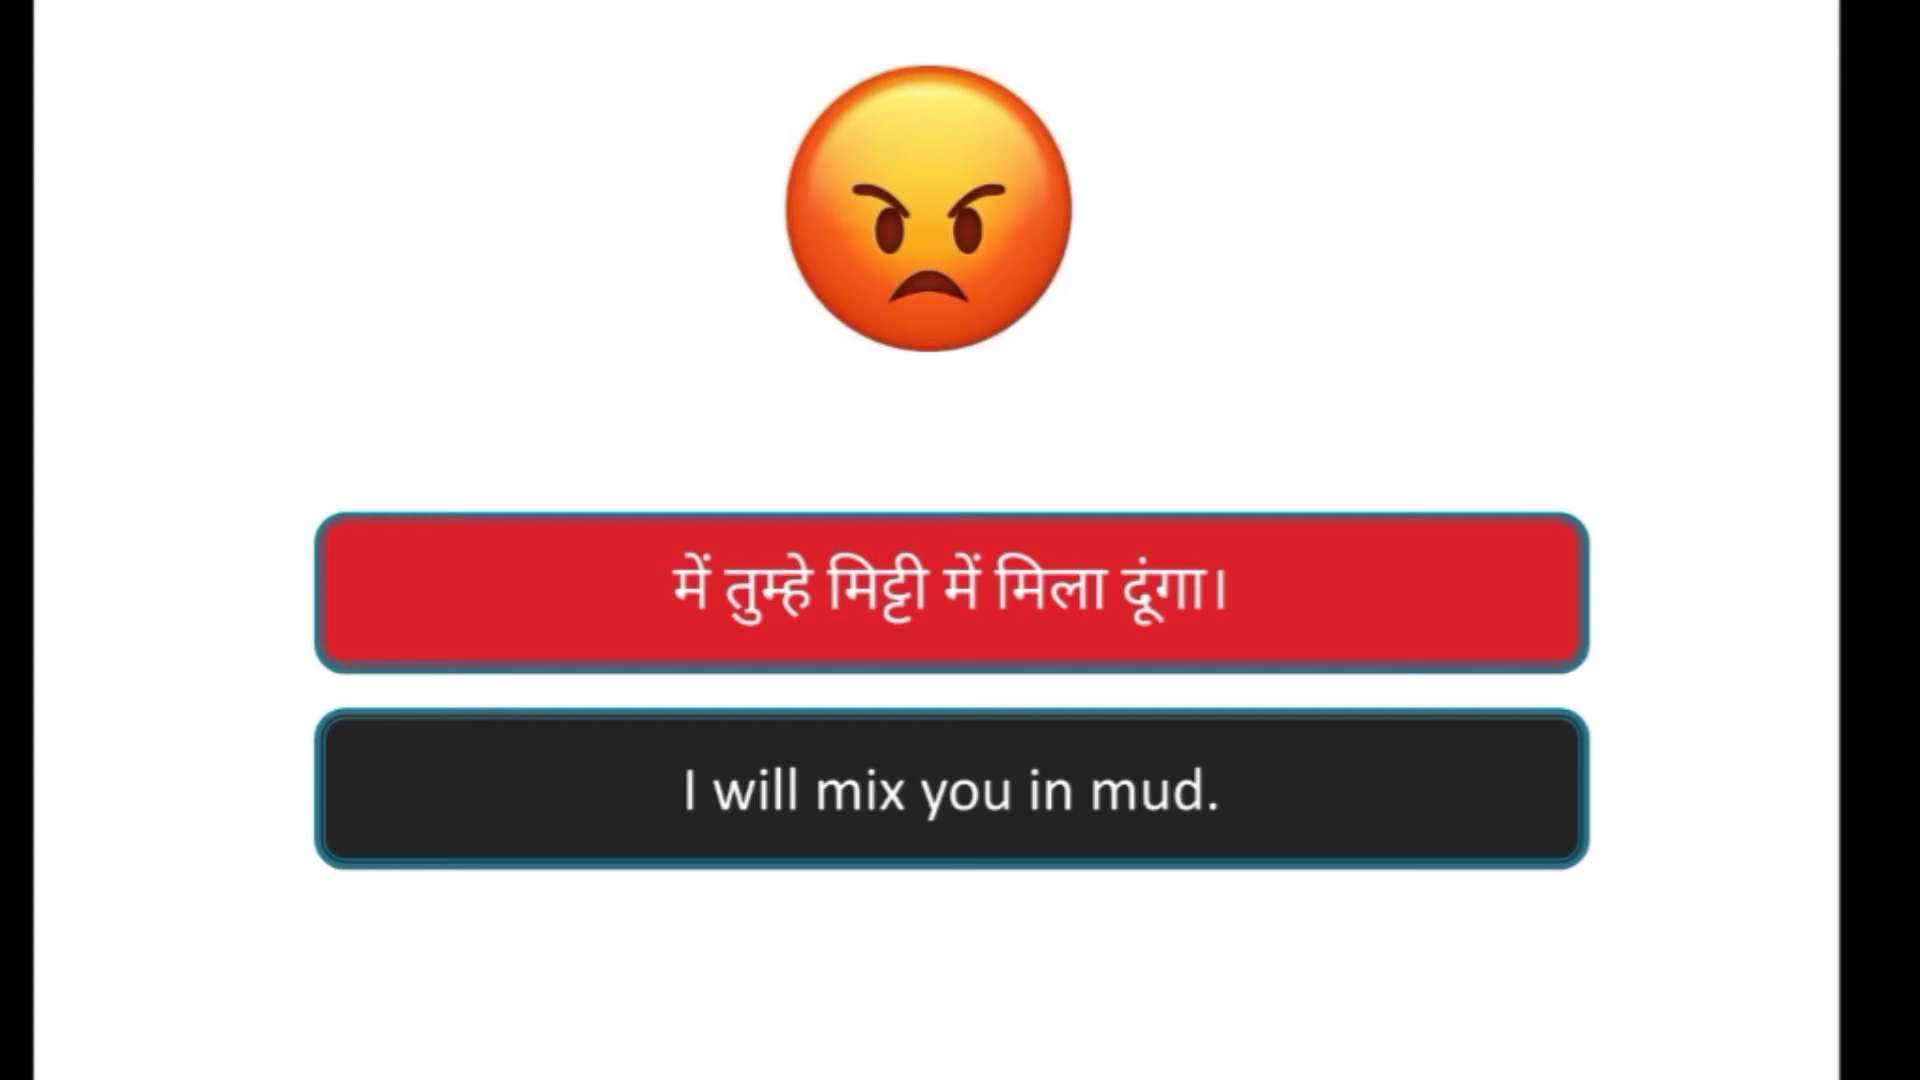 में तुम्हे मिट्टी में मिला दूंगा।
I will mix you in mud.